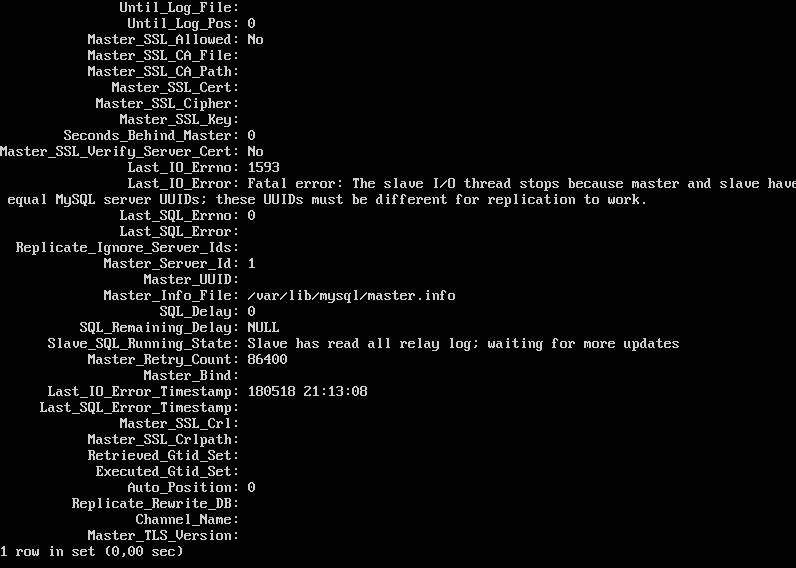 Until_Log_File:
Until_Log_Pos: 0
Master_SSL_Allowed: No
Master_SSL_CA_File:
Master_SSL_CA_Path:
Master_SSL_Cert:
Master_SSL_Cipher:
Master_SSL_Key:
Seconds_Behind_Master: 0
Master_SSL_Verify_Server_Cert: No
Last_IO_Errno: 1593
Last_IO_Error: Fatal error: The slave I/O thread stops because master and slave have
equal MySQL server UUIDs; these UUIDs must be different for replication to work.
Last_SQL_Errno: 0
Last_SQL_Error:
Replicate_Ignore_Server_Ids:
Master_Server_Id: 1
Master_UUID:
Master_Info_File: /var/lib/mysql/master.info
SQL_Delay: 0
SQL_Remaining_Delay: NULL
Slave_SQL_Running_State: Slave has read all relay log; waiting for more updates
Master_Retry_Count: 86400
Master_Bind:
Last_IO_Error_Timestamp: 180518 21:13:08
Last_SQL_Error_Timestamp:
Master_SSL_Crl:
Master_SSL_Crlpath:
Retrieved_Gtid_Set:
Executed_Gtid_Set:
Auto_Position: 0
Replicate_Rewrite_DB:
Channel_Name:
Master_TLS_Version:
1 row in set (0,00 sec)